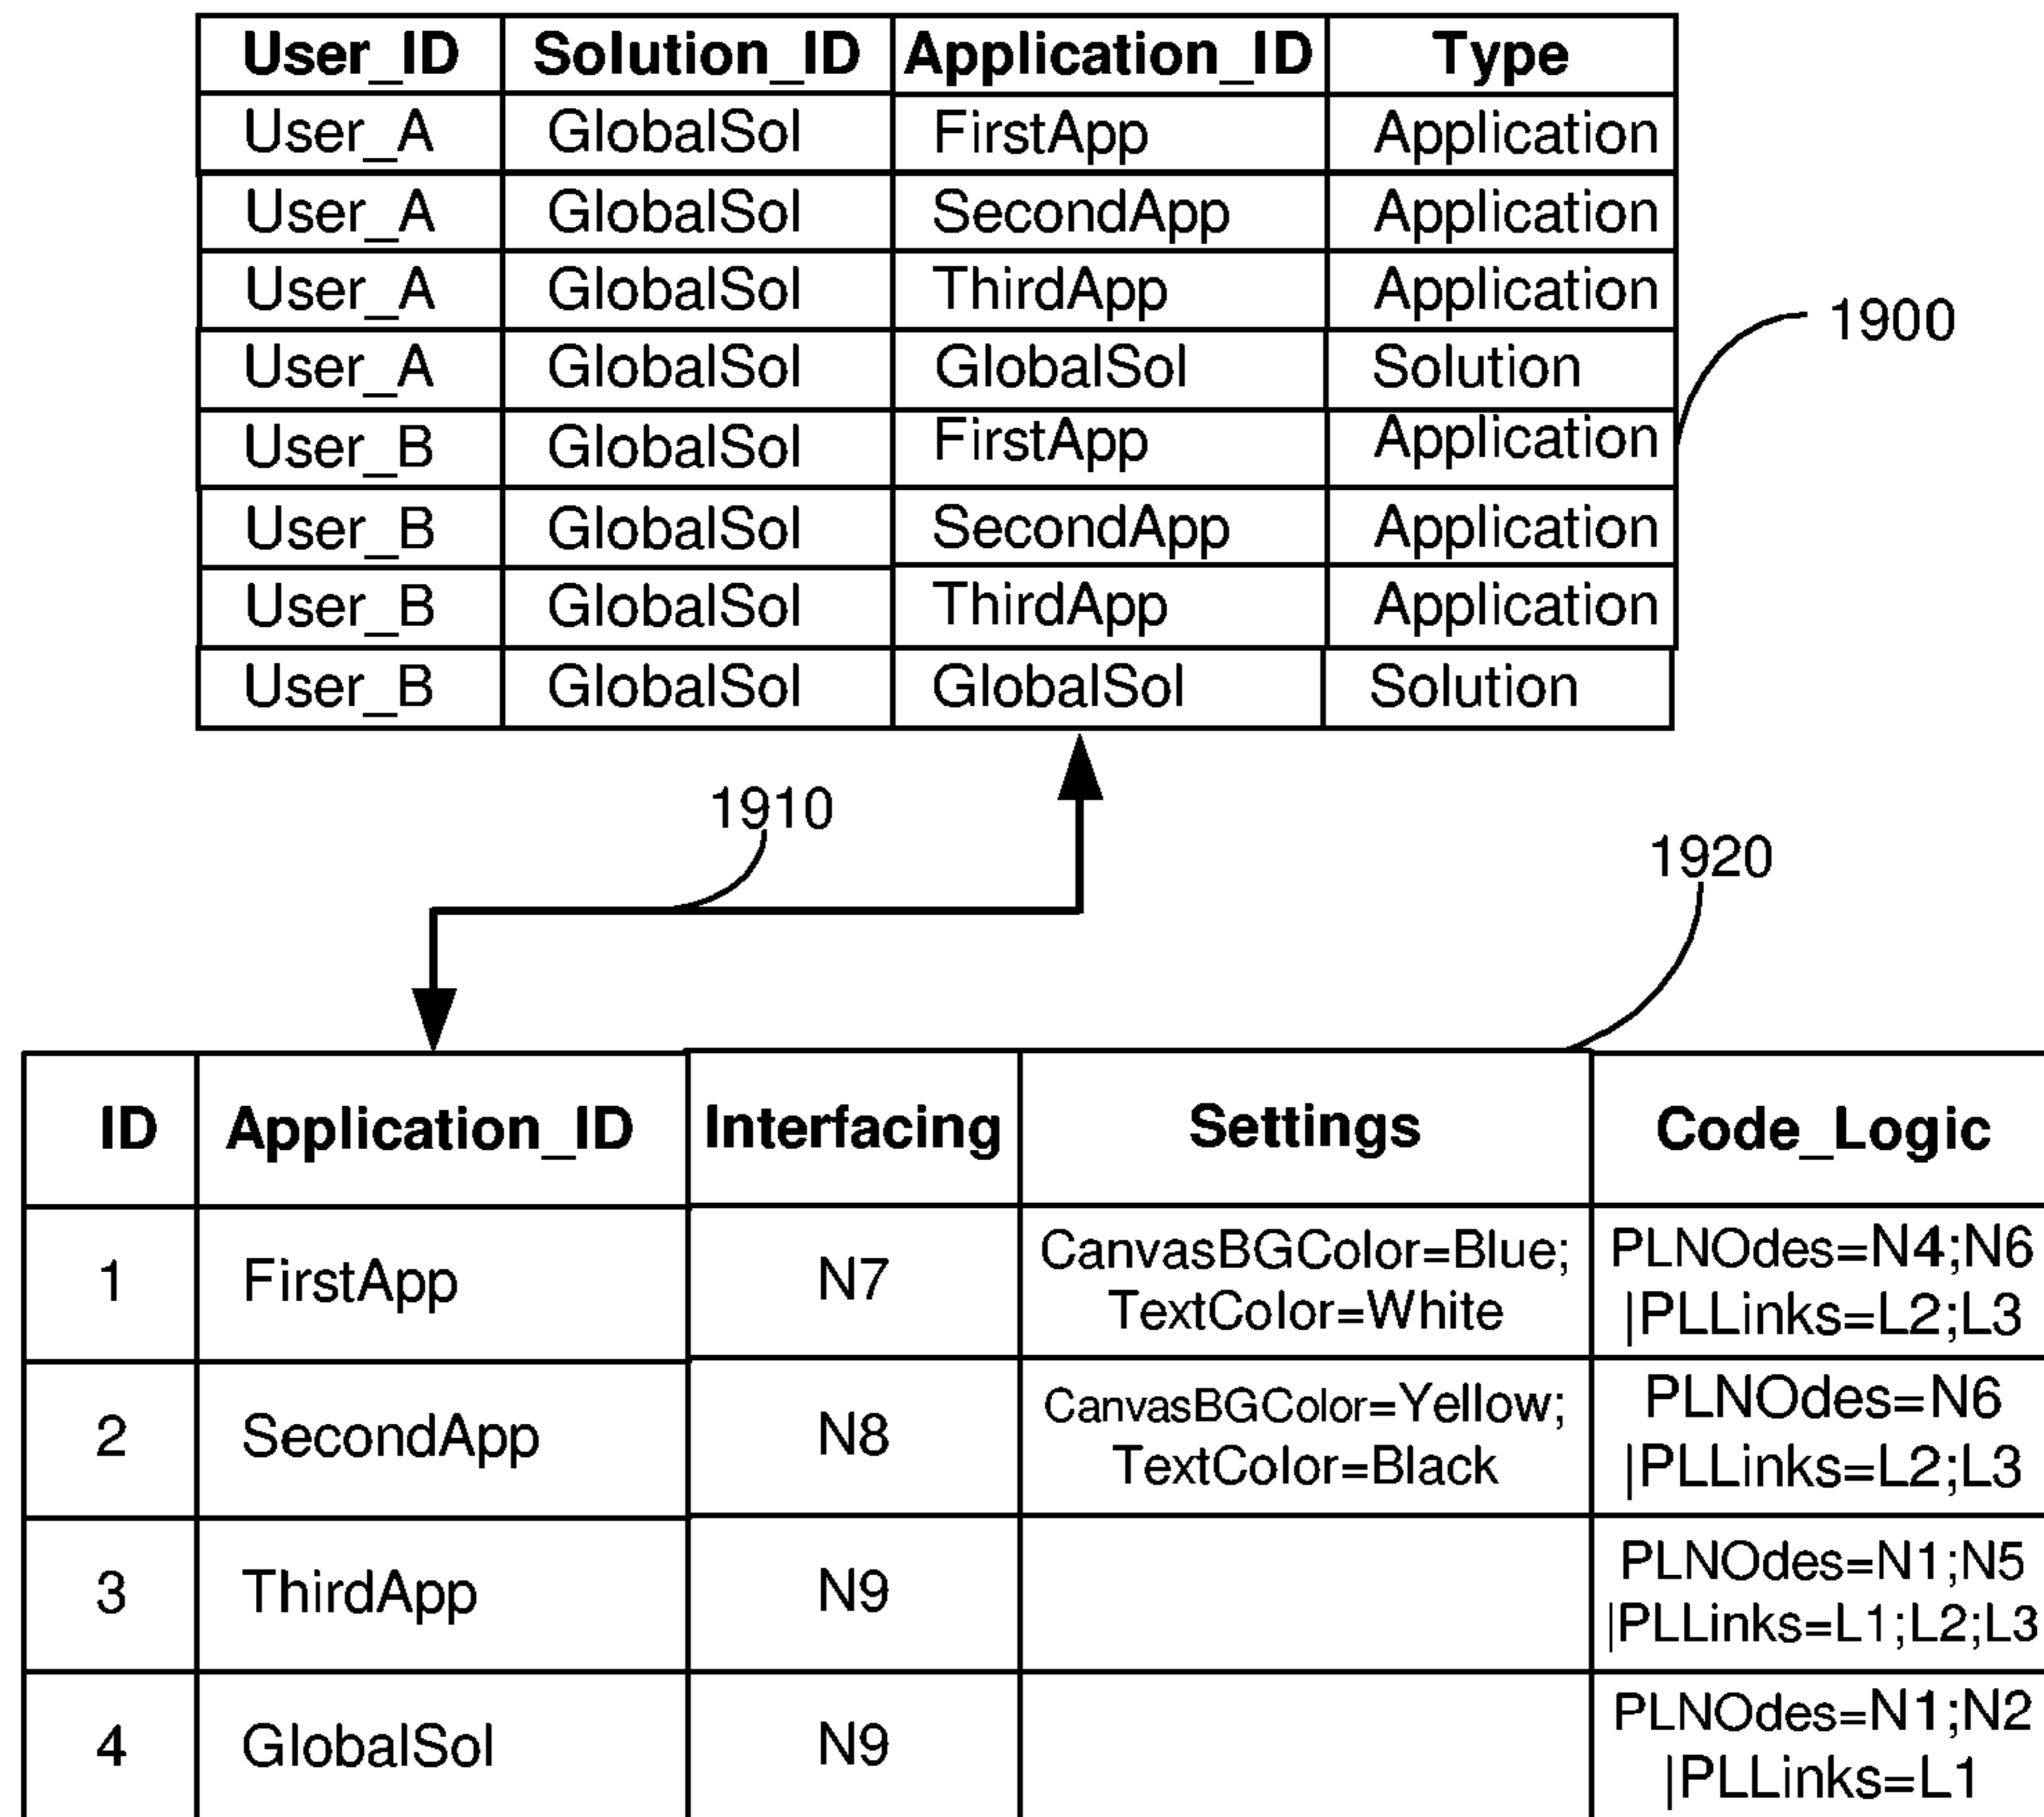 User_ID Solution_ID Application_ID Type
User_A GlobalSol FirstApp Application
User_A GlobalSol SecondApp Application
User_A GlobalSol ThirdApp Application
User_A GlobalSol GlobalSol Solution
User_B GlobalSol FirstApp Application
User_B GlobalSol SecondApp Application
User_B GlobalSol ThirdApp Application
User_B GlobalSol GlobalSol Solution
1900
1910
1920
ID Application_ID Interfacing Settings Code_Logic
1 FirstApp N7 CanvasBGColor=Blue; PLNOdes=N4;N6
TextColor=White |PLLinks=L2;L3
2 SecondApp N8 CanvasBGColor=Yellow; PLNOdes=N6
TextColor=Black |PLLinks=L2;L3
3 ThirdApp N9 PLNOdes=N1;N5
|PLLinks=L1;L2;L3
4 GlobalSol N9 PLNOdes=N1;N2
|PLLinks=L1